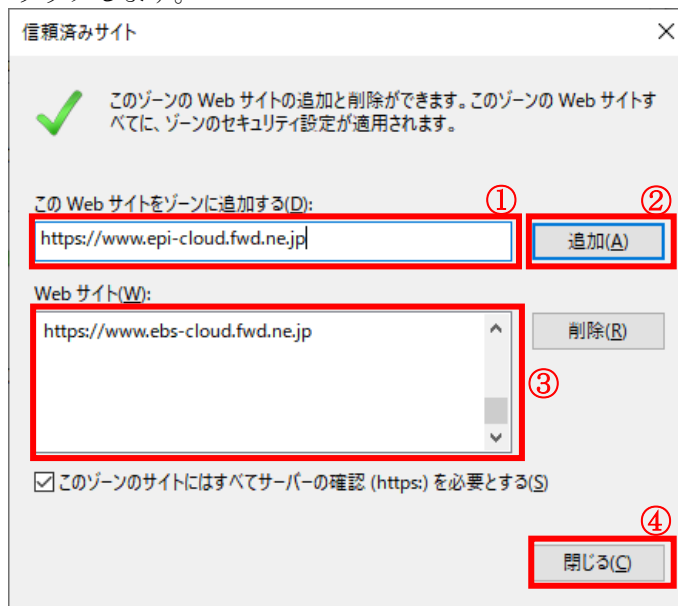 クリックします。
信頼済みサイト
このゾーンの Web サイトの追加と削除ができます。このゾーンの Web サイトす
べてに、ゾーンのセキュリティ設定が適用されます。
この Web サイトをゾーンに追加する(D):
①
②
https://www.epi-cloud.fwd.ne.jp
追加(A)
Web サイト(W):
https://www.ebs-cloud.fwd.ne.jp
削除(R)
③
このゾーンのサイトにはすべてサーバーの確認 (https:) を必要とする(S)
④
閉じる(C)